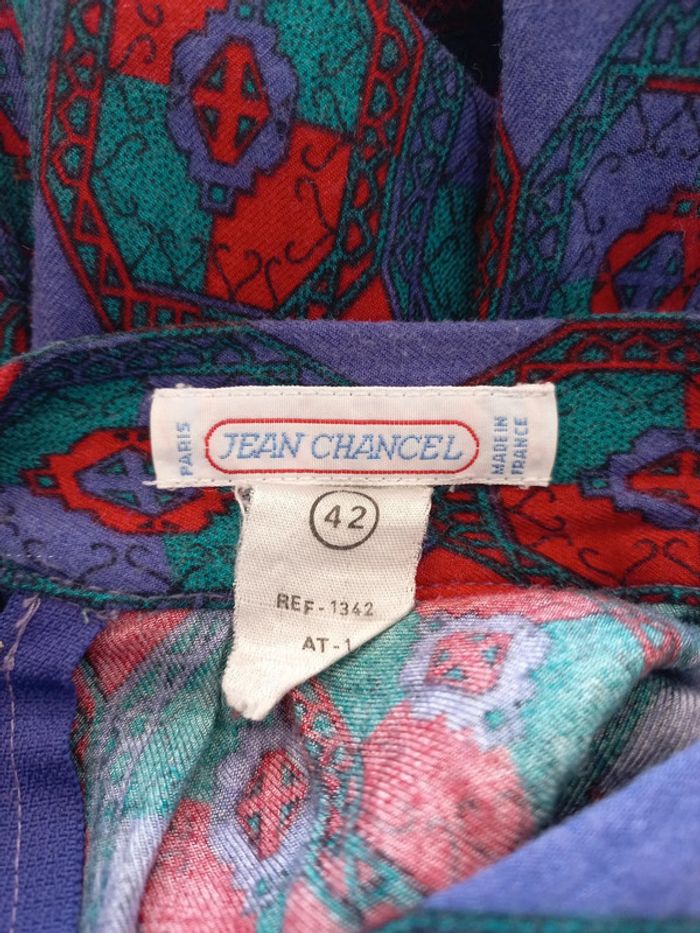 PARIS
JEAN CHANCEL
MADE IN
FRANCE
42
REF-1342
AT-1